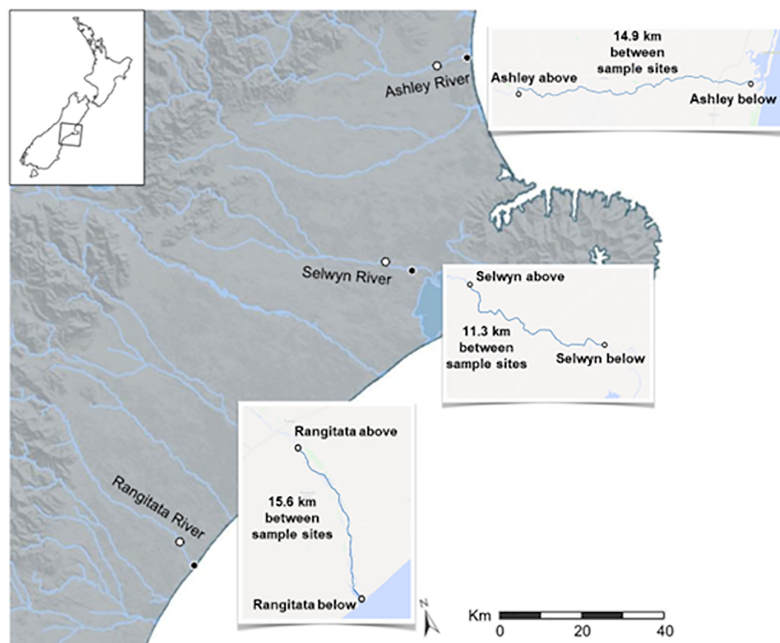 Ashley River
14.9 km
between
sample sites
Ashley above
Ashley below
Selwyn River
Selwyn above
11.3 km
between
sample sites
Selwyn below
Rangitata above
15.6 km
between
sample sites
Rangitata River
Rangitata below
N
Km
0 20 40